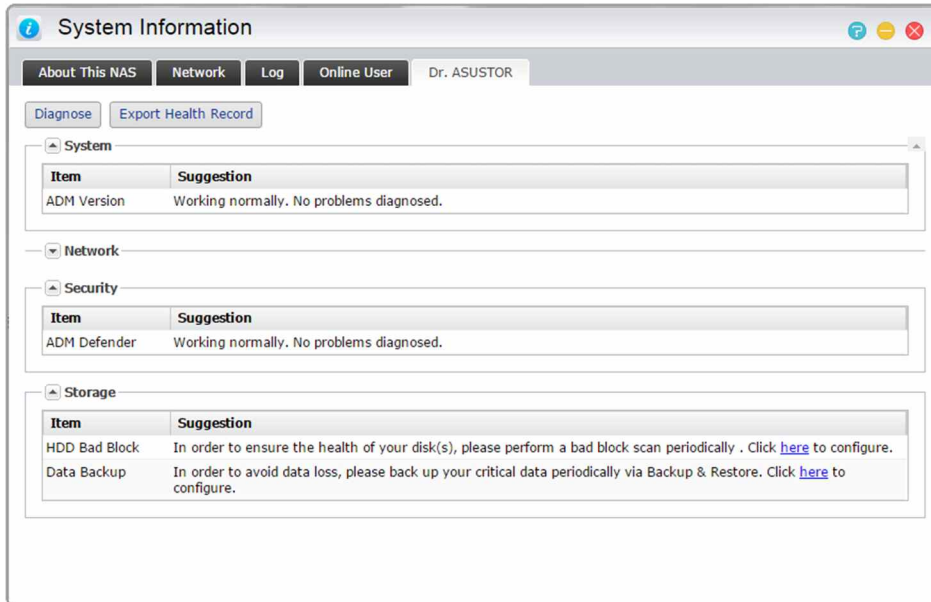 System Information
About This NAS Network Log Online User Dr. ASUSTOR
Diagnose Export Health Record
System
Item Suggestion
ADM Version Working normally. No problems diagnosed.
Network
Security
Item Suggestion
ADM Defender Working normally. No problems diagnosed.
Storage
Item Suggestion
HDD Bad Block In order to ensure the health of your disk(s), please perform a bad block scan periodically . Click here to configure.
Data Backup In order to avoid data loss, please back up your critical data periodically via Backup & Restore. Click here to
configure.